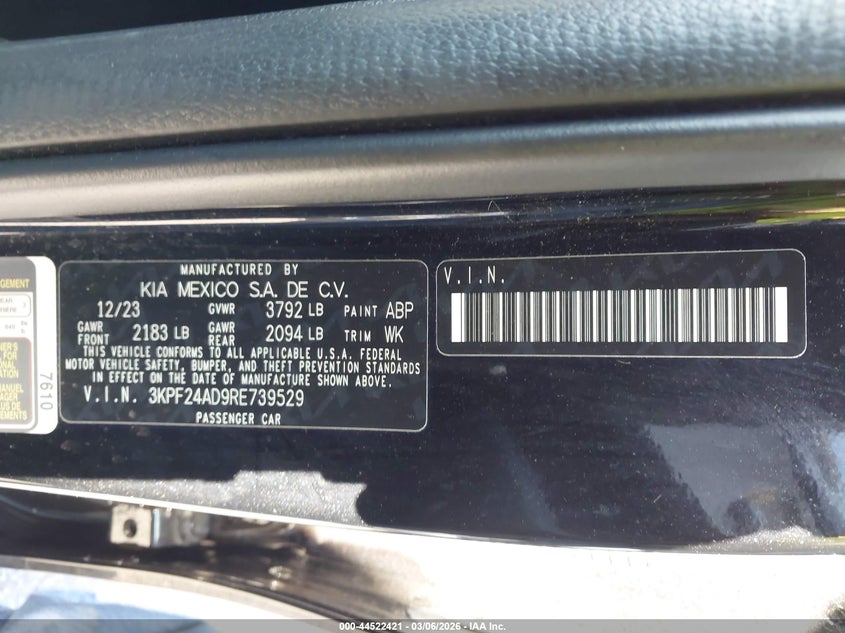 MANUFACTURED BY
KIA MEXICO S.A. DE C.V.
12/23 GVWR 3792 LB PAINT ABP
GAWR FRONT 2183 LB GAWR REAR 2094 LB TRIM WK
THIS VEHICLE CONFORMS TO ALL APPLICABLE U.S.A. FEDERAL
MOTOR VEHICLE SAFETY, BUMPER, AND THEFT PREVENTION STANDARDS
IN EFFECT ON THE DATE OF MANUFACTURE SHOWN ABOVE.
V.I.N. 3KPF24AD9RE739529
PASSENGER CAR
V.I.N.
7610
000-44522421 - 03/06/2026 - IAA Inc.